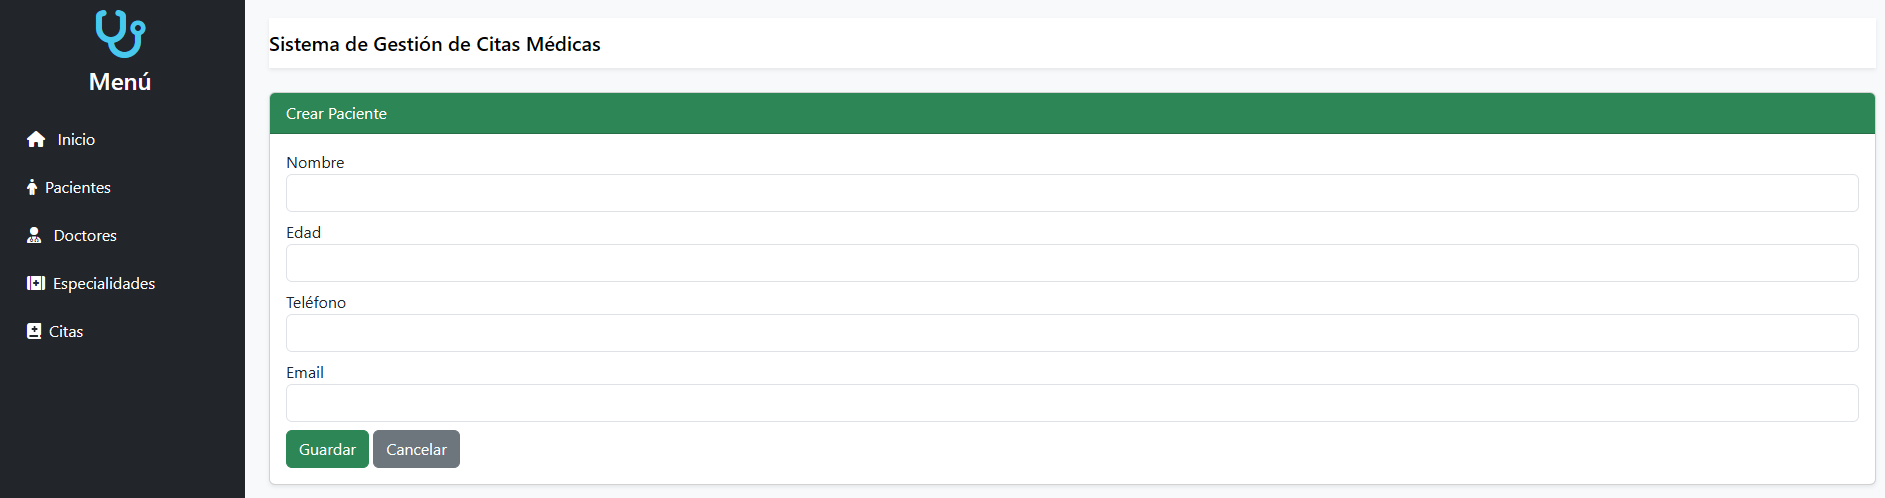 Menú
Inicio
Pacientes
Doctores
Especialidades
Citas
Sistema de Gestión de Citas Médicas
Crear Paciente
Nombre
Edad
Teléfono
Email
Guardar Cancelar